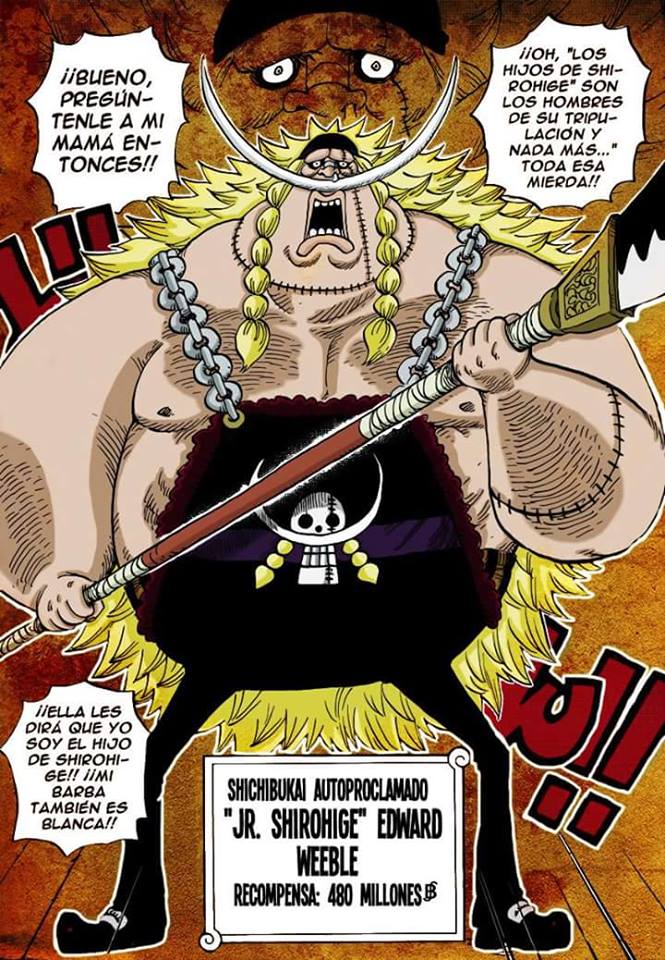 ¡¡OH, "LOS
HIJOS DE SHI-
ROHIGE" SON
LOS HOMBRES
DE SU TRIPU-
LACIÓN Y
NADA MÁS..."
TODA ESA
MIERDA!!
¡¡BUENO,
PREGÚN-
TENLE A MI
MAMÁ EN-
TONCES!!
¡¡ELLA LES
DIRÁ QUE YO
SOY EL HIJO
DE SHIROHI-
GE!! ¡¡MI
BARBA
TAMBIÉN ES
BLANCA!!
SHICHIBUKAI AUTOPROCLAMADO
"JR. SHIROHIGE" EDWARD
WEEBLE
RECOMPENSA: 480 MILLONES